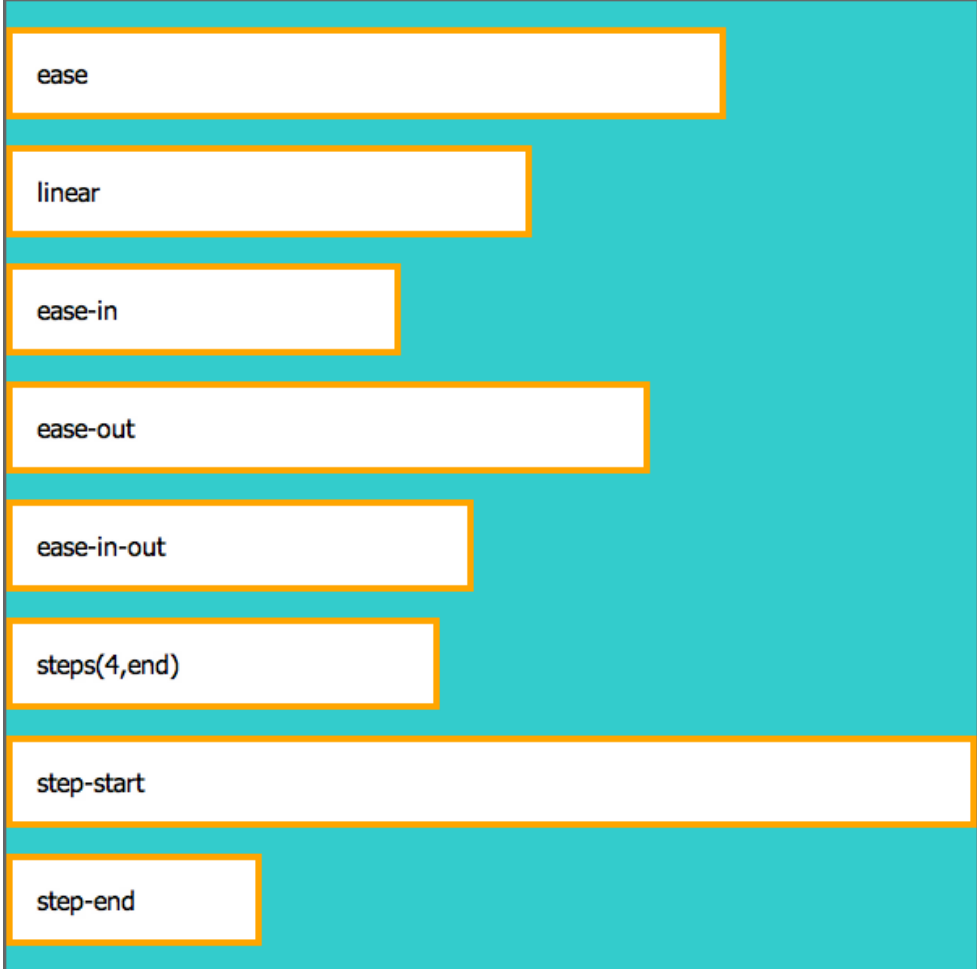 ease
linear
ease-in
ease-out
ease-in-out
steps(4,end)
step-start
step-end